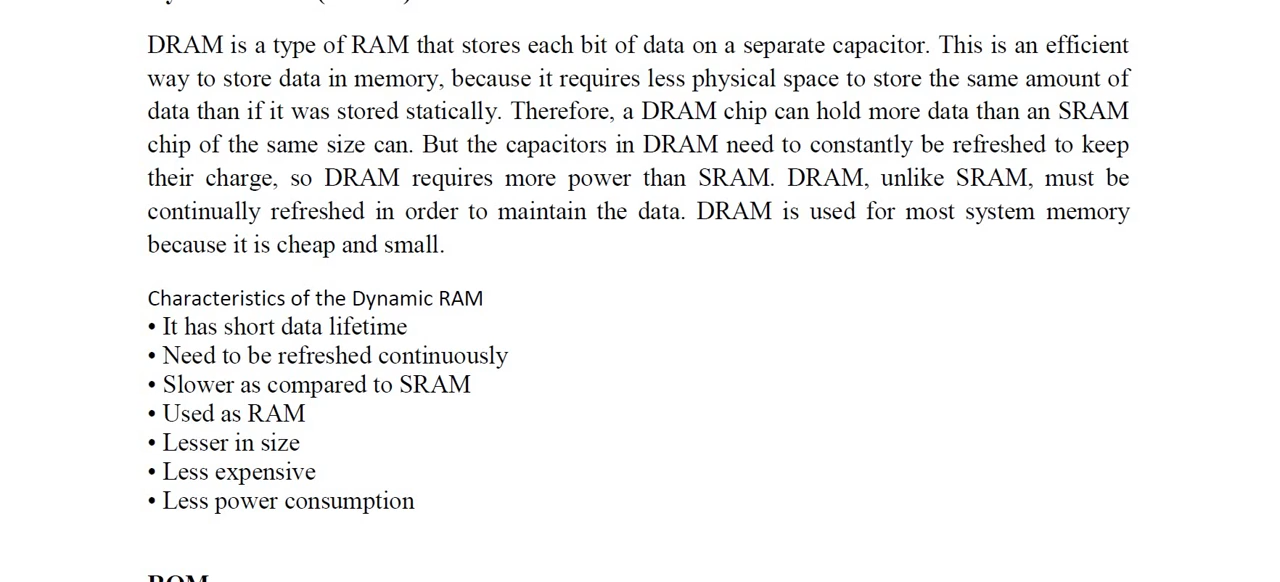 DRAM is a type of RAM that stores each bit of data on a separate capacitor. This is an efficient
way to store data in memory, because it requires less physical space to store the same amount of
data than if it was stored statically. Therefore, a DRAM chip can hold more data than an SRAM
chip of the same size can. But the capacitors in DRAM need to constantly be refreshed to keep
their charge, so DRAM requires more power than SRAM. DRAM, unlike SRAM, must be
continually refreshed in order to maintain the data. DRAM is used for most system memory
because it is cheap and small.
Characteristics of the Dynamic RAM
• It has short data lifetime
• Need to be refreshed continuously
• Slower as compared to SRAM
• Used as RAM
• Lesser in size
• Less expensive
• Less power consumption
ROM